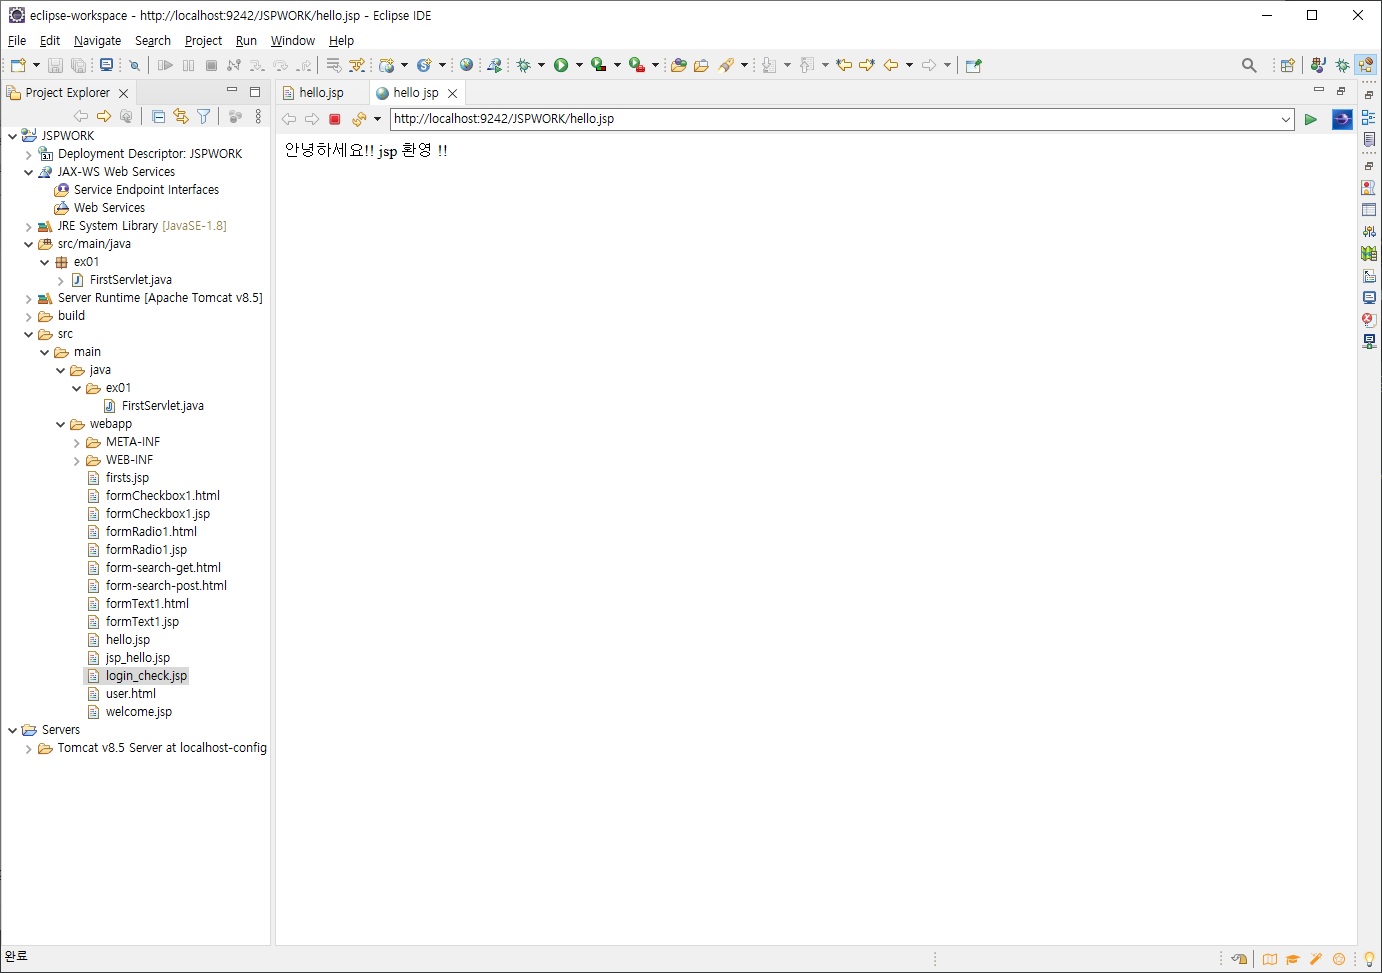 eclipse-workspace - http://localhost:9242/JSPWORK/hello.jsp - Eclipse IDE
File Edit Navigate Search Project Run Window Help
Project Explorer
hello.jsp
hello jsp
http://localhost:9242/JSPWORK/hello.jsp
안녕하세요!! jsp 환영 !!
JSPWORK
Deployment Descriptor: JSPWORK
JAX-WS Web Services
Service Endpoint Interfaces
Web Services
JRE System Library [JavaSE-1.8]
src/main/java
ex01
FirstServlet.java
Server Runtime [Apache Tomcat v8.5]
build
src
main
java
ex01
FirstServlet.java
webapp
META-INF
WEB-INF
firsts.jsp
formCheckbox1.html
formCheckbox1.jsp
formRadio1.html
formRadio1.jsp
form-search-get.html
form-search-post.html
formText1.html
formText1.jsp
hello.jsp
jsp_hello.jsp
login_check.jsp
user.html
welcome.jsp
Servers
Tomcat v8.5 Server at localhost-config
완료